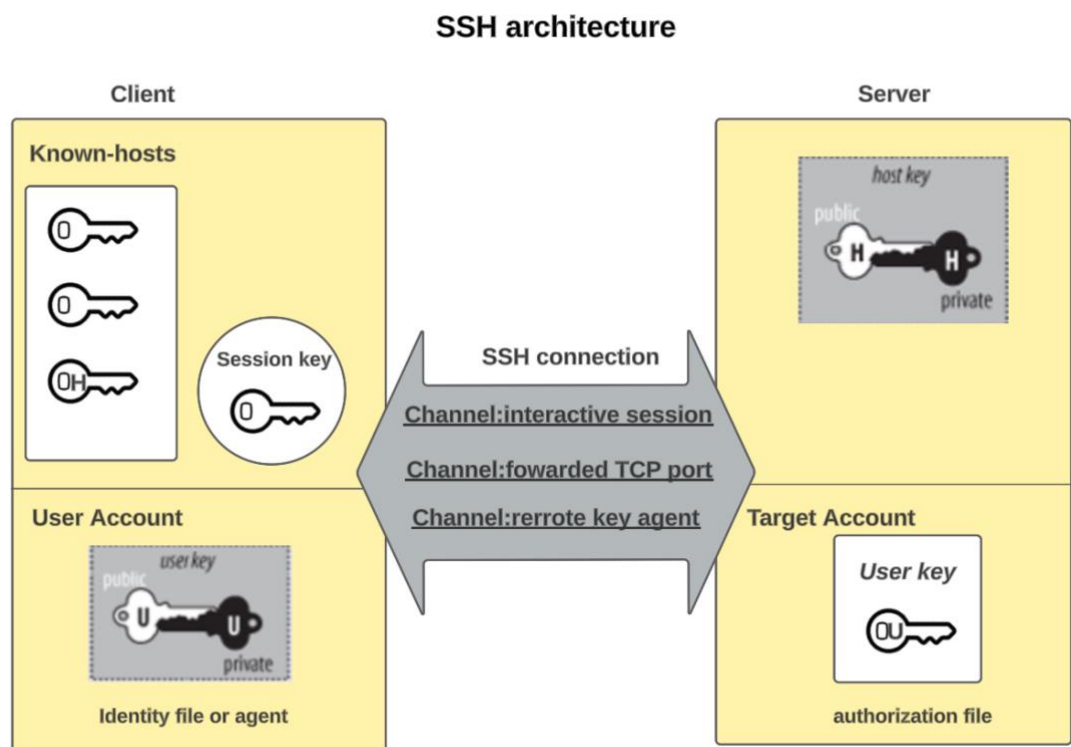 SSH architecture
Client
Server
Known-hosts
O
O
OH
Session key
O
host key
public
H
H
private
SSH connection
Channel:interactive session
Channel:fowarded TCP port
Channel:rerrote key agent
User Account
user key
public
U
U
private
Identity file or agent
Target Account
User key
OU
authorization file